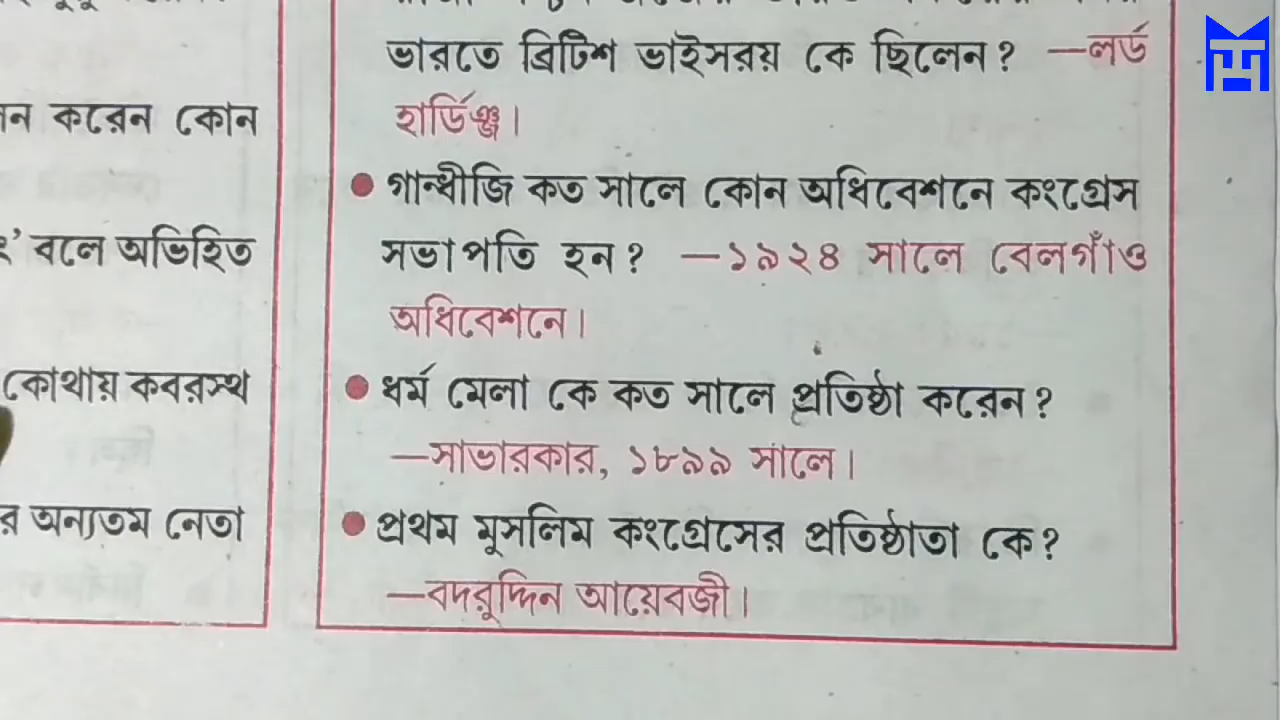 ন করেন কোন
' বলে অভিহিত
কোথায় কবরস্থ
র অন্যতম নেতা
ভারতে ব্রিটিশ ভাইসরয় কে ছিলেন? —লর্ড
হার্ডিঞ্জ।
● গান্ধীজি কত সালে কোন অধিবেশনে কংগ্রেস
সভাপতি হন? —১৯২৪ সালে বেলগাঁও
অধিবেশনে।
● ধর্ম মেলা কে কত সালে প্রতিষ্ঠা করেন?
—সাভারকার, ১৮৯৯ সালে।
● প্রথম মুসলিম কংগ্রেসের প্রতিষ্ঠাতা কে?
—বদরুদ্দিন আয়েবজী।